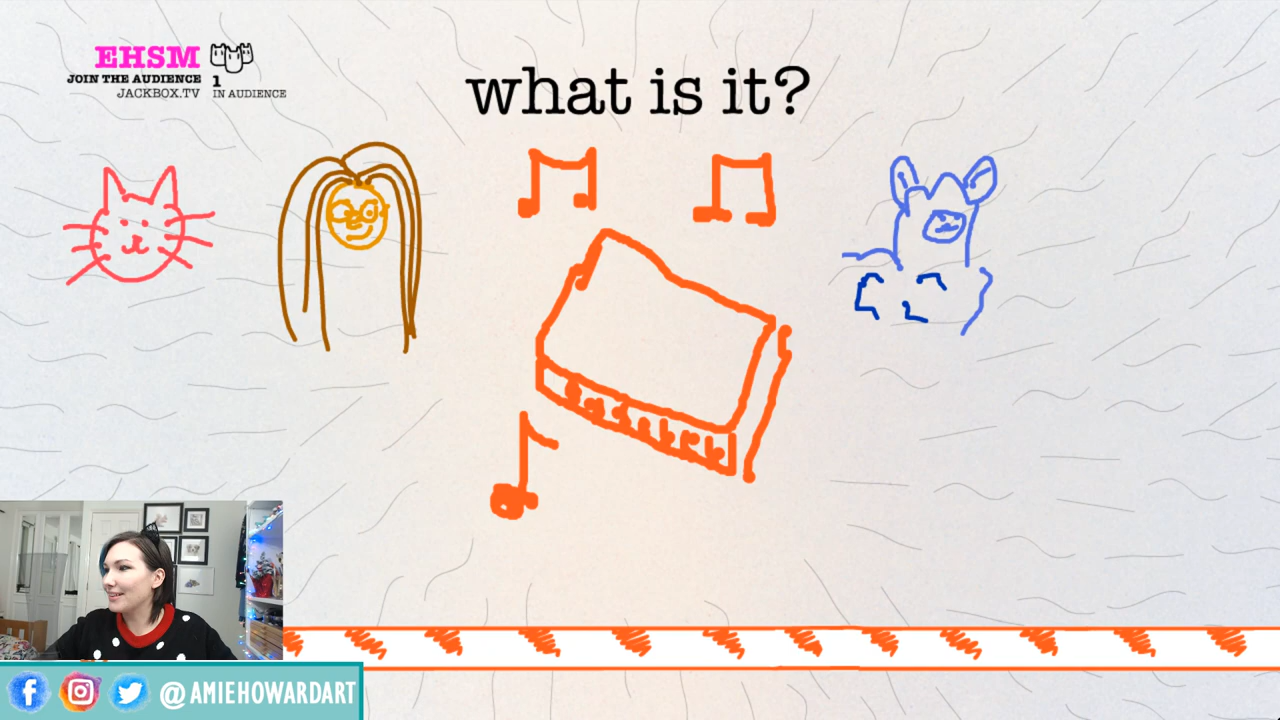 EHSM
JOIN THE AUDIENCE
JACKBOX.TV
1
IN AUDIENCE
what is it?
@AMIEHOWARDART